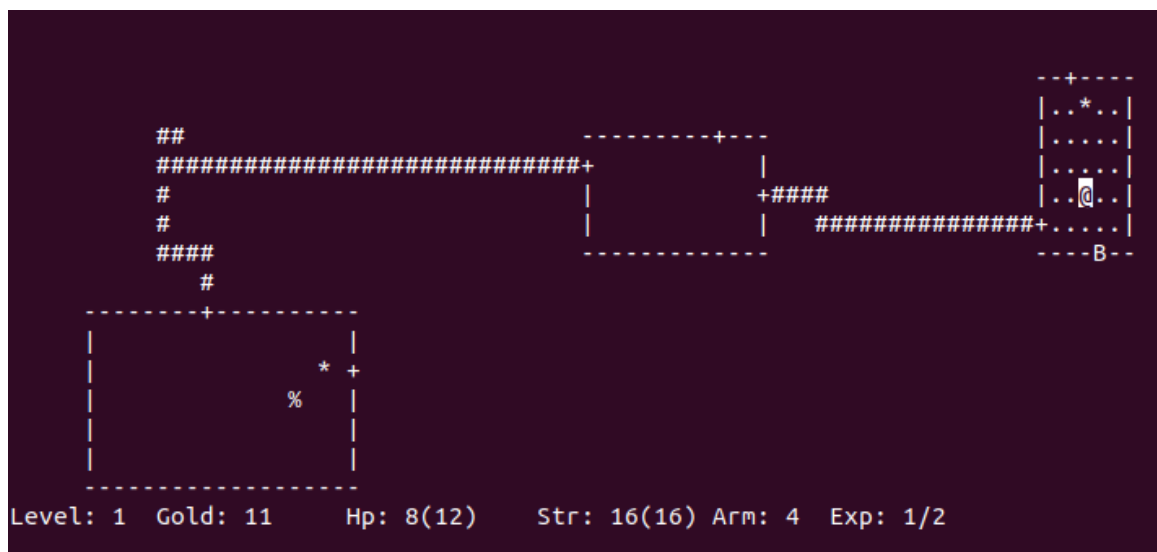 --+----
                                                                      |..*..|
          ##                           ---------+---                  |.....|
          #############################+           |                  |.....|
          #                            |           +####              |..@..|
          #                            |           |   ###############+.....|
          ####                         -------------                  ----B--
             #
     --------+----------
     |                 |
     |               * +
     |             %   |
     |                 |
     |                 |
     -------------------
Level: 1  Gold: 11     Hp: 8(12)    Str: 16(16) Arm: 4  Exp: 1/2